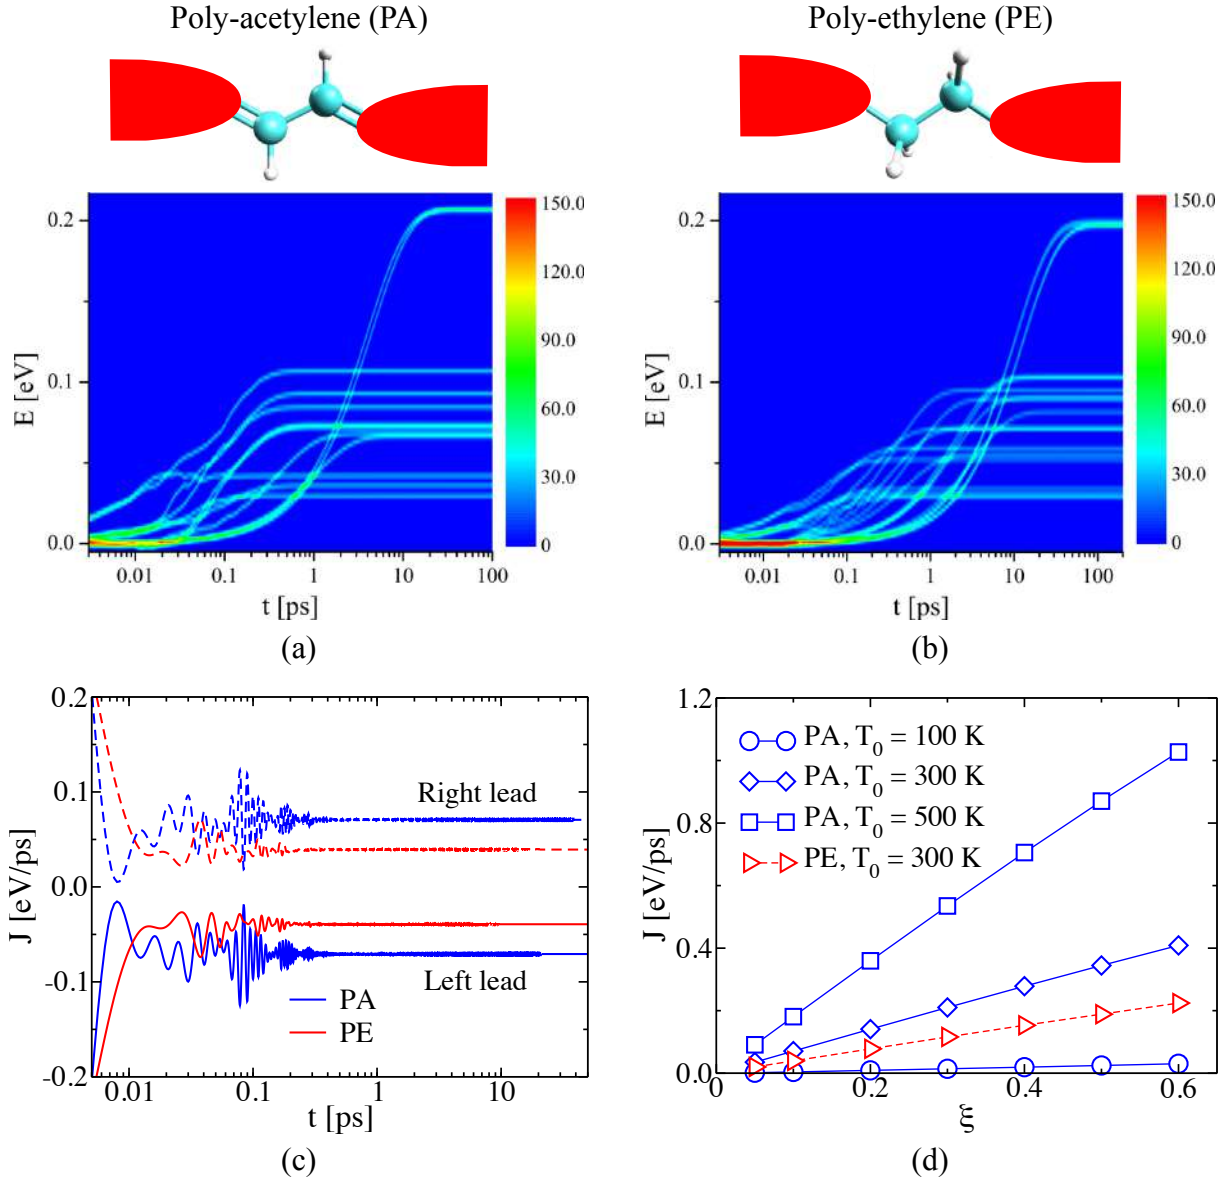 Poly-acetylene (PA)
Poly-ethylene (PE)
E [eV]
0.2
0.1
0.0
0.01 0.1 1 10 100
t [ps]
150.0
120.0
90.0
60.0
30.0
0
(a)
E [eV]
0.2
0.1
0.0
0.01 0.1 1 10 100
t [ps]
150.0
120.0
90.0
60.0
30.0
0
(b)
J [eV/ps]
0.2
0.1
0.0
-0.1
-0.2
Right lead
Left lead
PA
PE
0.01 0.1 1 10
t [ps]
(c)
J [eV/ps]
1.2
0.8
0.4
0.0
PA, T₀ = 100 K
PA, T₀ = 300 K
PA, T₀ = 500 K
PE, T₀ = 300 K
0 0.2 0.4 0.6
ξ
(d)